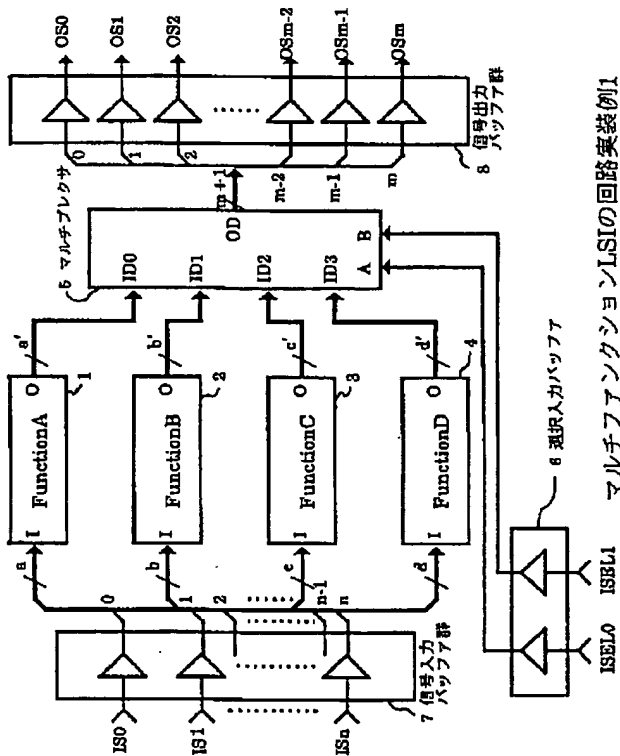 IS0
IS1
ISn
7 信号入力
バッファ群
0
1
2
m-1
n
a
b
c
d
I
FunctionA
O
1
I
FunctionB
O
2
I
FunctionC
O
3
I
FunctionD
O
4
a'
b'
c'
d'
5 マルチプレクサ
ID0
ID1
ID2
ID3
OD
A
B
m+1
0
1
2
m-2
m-1
m
OS0
OS1
OS2
OSm-2
OSm-1
OSm
8 信号出力
バッファ群
ISEL0
ISEL1
6 選択入力バッファ
マルチファンクションLSIの回路実装例1